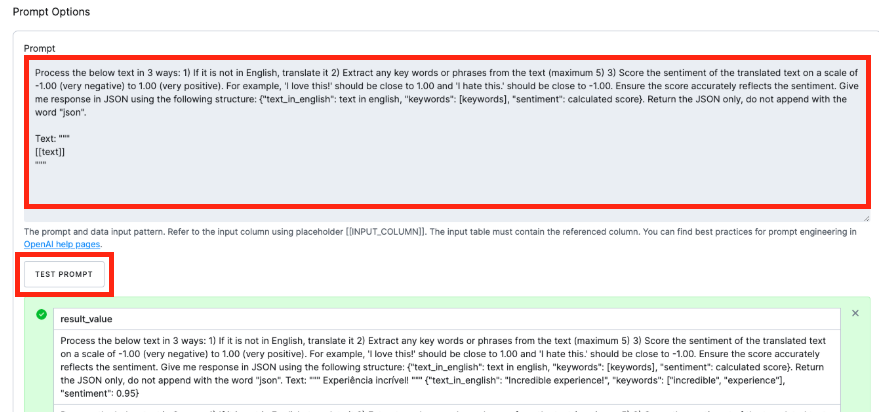 Prompt Options
Prompt
Process the below text in 3 ways: 1) If it is not in English, translate it 2) Extract any key words or phrases from the text (maximum 5) 3) Score the sentiment of the translated text on a scale of
-1.00 (very negative) to 1.00 (very positive). For example, 'I love this!' should be close to 1.00 and 'I hate this.' should be close to -1.00. Ensure the score accurately reflects the sentiment. Give
me response in JSON using the following structure: {"text_in_english": text in english, "keywords": [keywords], "sentiment": calculated score}. Return the JSON only, do not append with the
word "json".
Text: """
[[text]]
"""
The prompt and data input pattern. Refer to the input column using placeholder [[INPUT_COLUMN]]. The input table must contain the referenced column. You can find best practices for prompt engineering in
OpenAI help pages.
TEST PROMPT
result_value
Process the below text in 3 ways: 1) If it is not in English, translate it 2) Extract any key words or phrases from the text (maximum 5) 3) Score the sentiment of the translated text
on a scale of -1.00 (very negative) to 1.00 (very positive). For example, 'I love this!' should be close to 1.00 and 'I hate this.' should be close to -1.00. Ensure the score accurately
reflects the sentiment. Give me response in JSON using the following structure: {"text_in_english": text in english, "keywords": [keywords], "sentiment": calculated score}. Return
the JSON only, do not append with the word "json". Text: """ Experiência incrível! """ {"text_in_english": "Incredible experience!", "keywords": ["incredible", "experience"],
"sentiment": 0.95}